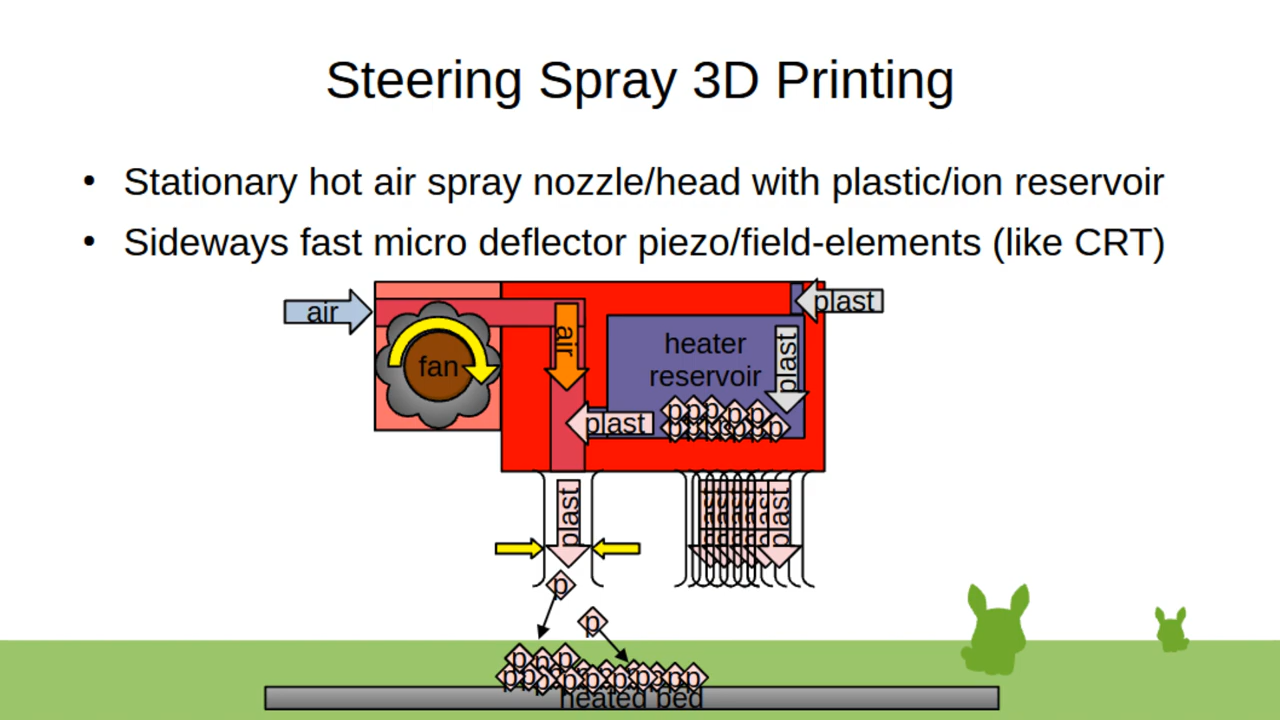 Steering Spray 3D Printing
• Stationary hot air spray nozzle/head with plastic/ion reservoir
• Sideways fast micro deflector piezo/field-elements (like CRT)
air
plast
fan
air
heater
reservoir
plast
plast
p p p p p
p p p p p p
plast
plast
p
p
p p p
p p p p p p p p p p
heated bed